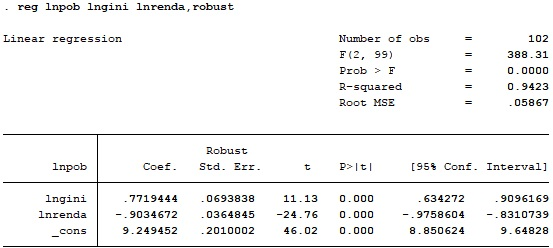 . reg lnpob lngini lnrenda,robust
Linear regression Number of obs = 102
F(2, 99) = 388.31
Prob > F = 0.0000
R-squared = 0.9423
Root MSE = .05867
Robust
lnpob Coef. Std. Err. t P>|t| [95% Conf. Interval]
lngini .7719444 .0693838 11.13 0.000 .634272 .9096169
lnrenda -.9034672 .0364845 -24.76 0.000 -.9758604 -.8310739
_cons 9.249452 .2010002 46.02 0.000 8.850624 9.64828